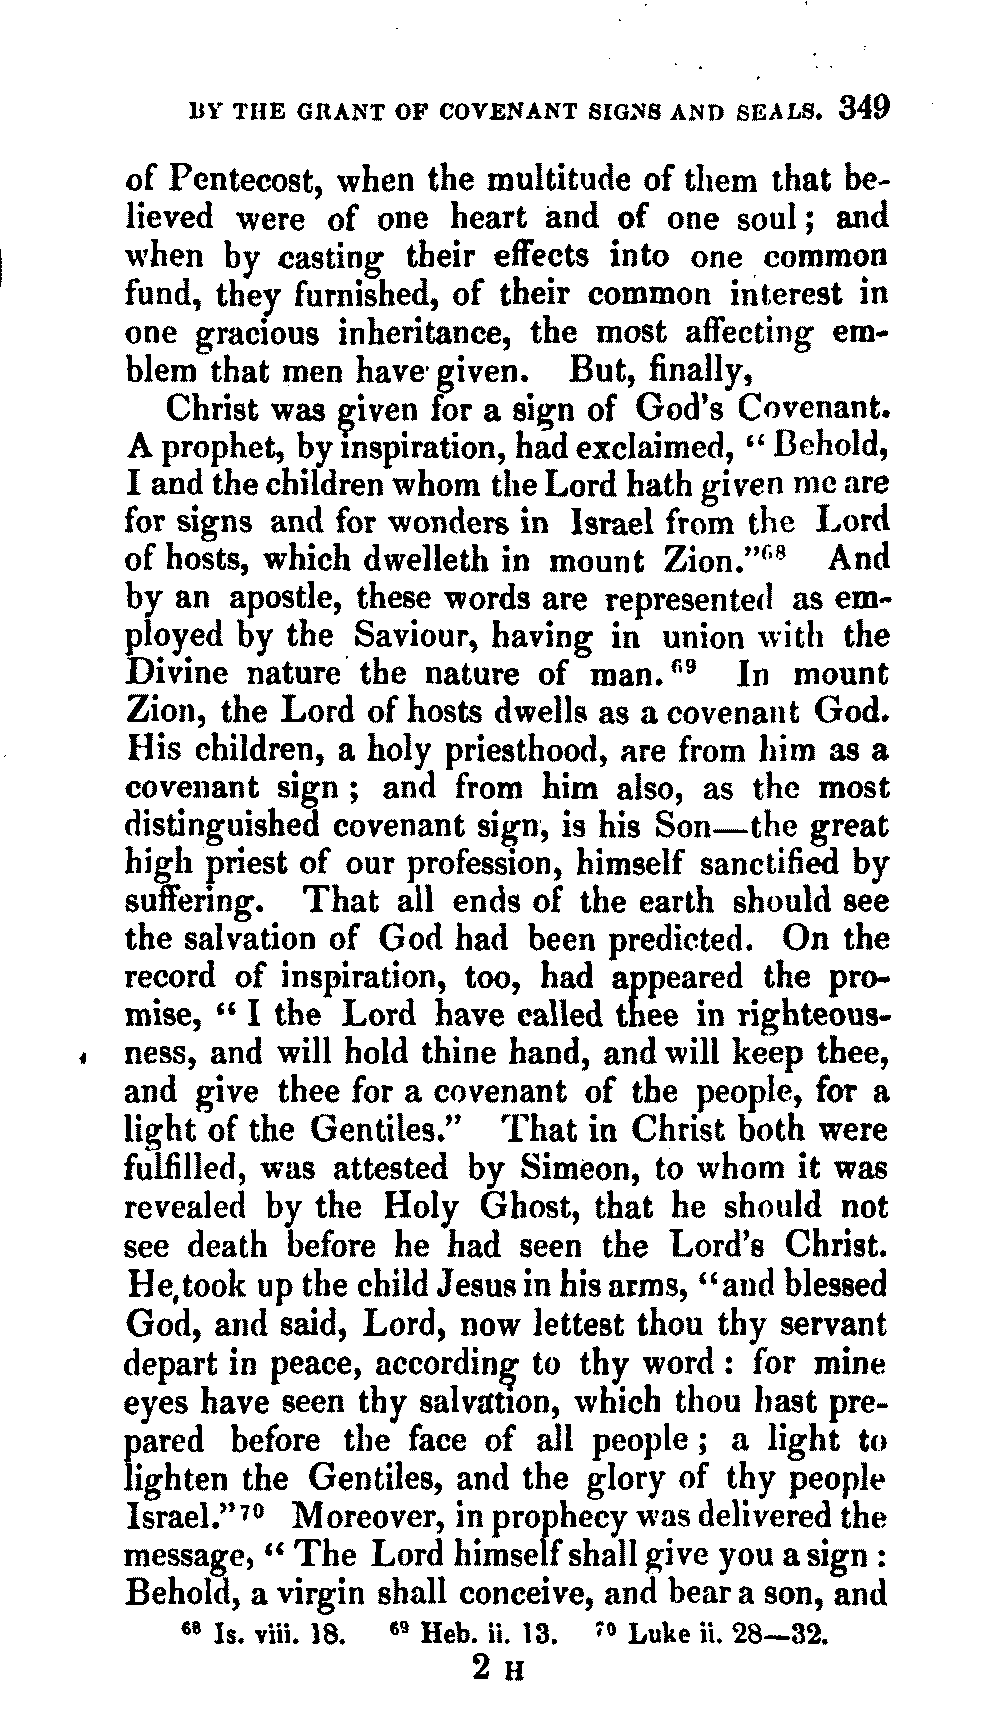 BY THE GRANT OF COVENANT SIGNS AND SEALS. 349
of Pentecost, when the multitude of them that be-
lieved were of one heart and of one soul; and
when by casting their effects into one common
fund, they furnished, of their common interest in
one gracious inheritance, the most affecting em-
blem that men have given. But, finally,
Christ was given for a sign of God's Covenant.
A prophet, by inspiration, had exclaimed, "Behold,
I and the children whom the Lord hath given me are
for signs and for wonders in Israel from the Lord
of hosts, which dwelleth in mount Zion."⁶⁸ And
by an apostle, these words are represented as em-
ployed by the Saviour, having in union with the
Divine nature the nature of man.⁶⁹ In mount
Zion, the Lord of hosts dwells as a covenant God.
His children, a holy priesthood, are from him as a
covenant sign; and from him also, as the most
distinguished covenant sign, is his Son—the great
high priest of our profession, himself sanctified by
suffering. That all ends of the earth should see
the salvation of God had been predicted. On the
record of inspiration, too, had appeared the pro-
mise, "I the Lord have called thee in righteous-
ness, and will hold thine hand, and will keep thee,
and give thee for a covenant of the people, for a
light of the Gentiles." That in Christ both were
fulfilled, was attested by Simeon, to whom it was
revealed by the Holy Ghost, that he should not
see death before he had seen the Lord's Christ.
He took up the child Jesus in his arms, "and blessed
God, and said, Lord, now lettest thou thy servant
depart in peace, according to thy word: for mine
eyes have seen thy salvation, which thou hast pre-
pared before the face of all people; a light to
lighten the Gentiles, and the glory of thy people
Israel."⁷⁰ Moreover, in prophecy was delivered the
message, "The Lord himself shall give you a sign:
Behold, a virgin shall conceive, and bear a son, and
⁶⁸ Is. viii. 18. ⁶⁹ Heb. ii. 13. ⁷⁰ Luke ii. 28—32.
2 H